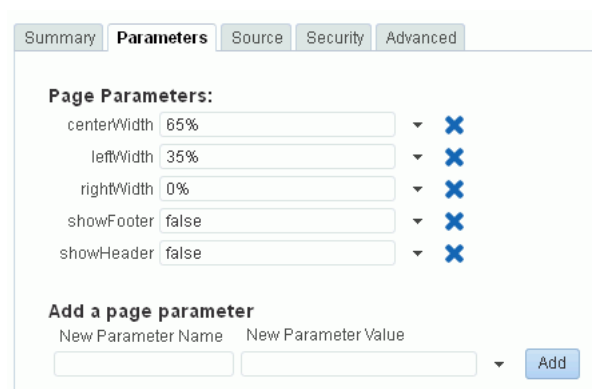 Summary Parameters Source Security Advanced
Page Parameters:
centerWidth 65%
leftWidth 35%
rightWidth 0%
showFooter false
showHeader false
Add a page parameter
New Parameter Name New Parameter Value
Add